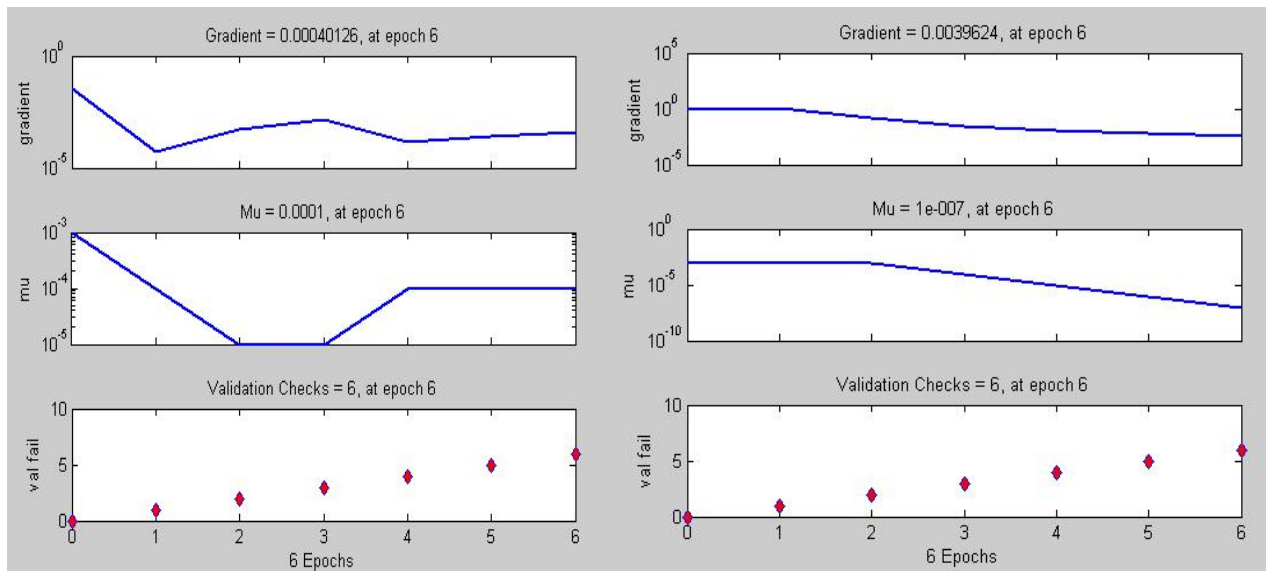 Gradient = 0.00040126, at epoch 6
10^0
gradient
10^-5
Mu = 0.0001, at epoch 6
10^-3
10^-4
mu
10^-5
Validation Checks = 6, at epoch 6
10
val fail
5
0
0 1 2 3 4 5 6
6 Epochs
Gradient = 0.0039624, at epoch 6
10^5
gradient
10^0
10^-5
Mu = 1e-007, at epoch 6
10^0
mu
10^-5
10^-10
Validation Checks = 6, at epoch 6
10
val fail
5
0
0 1 2 3 4 5 6
6 Epochs